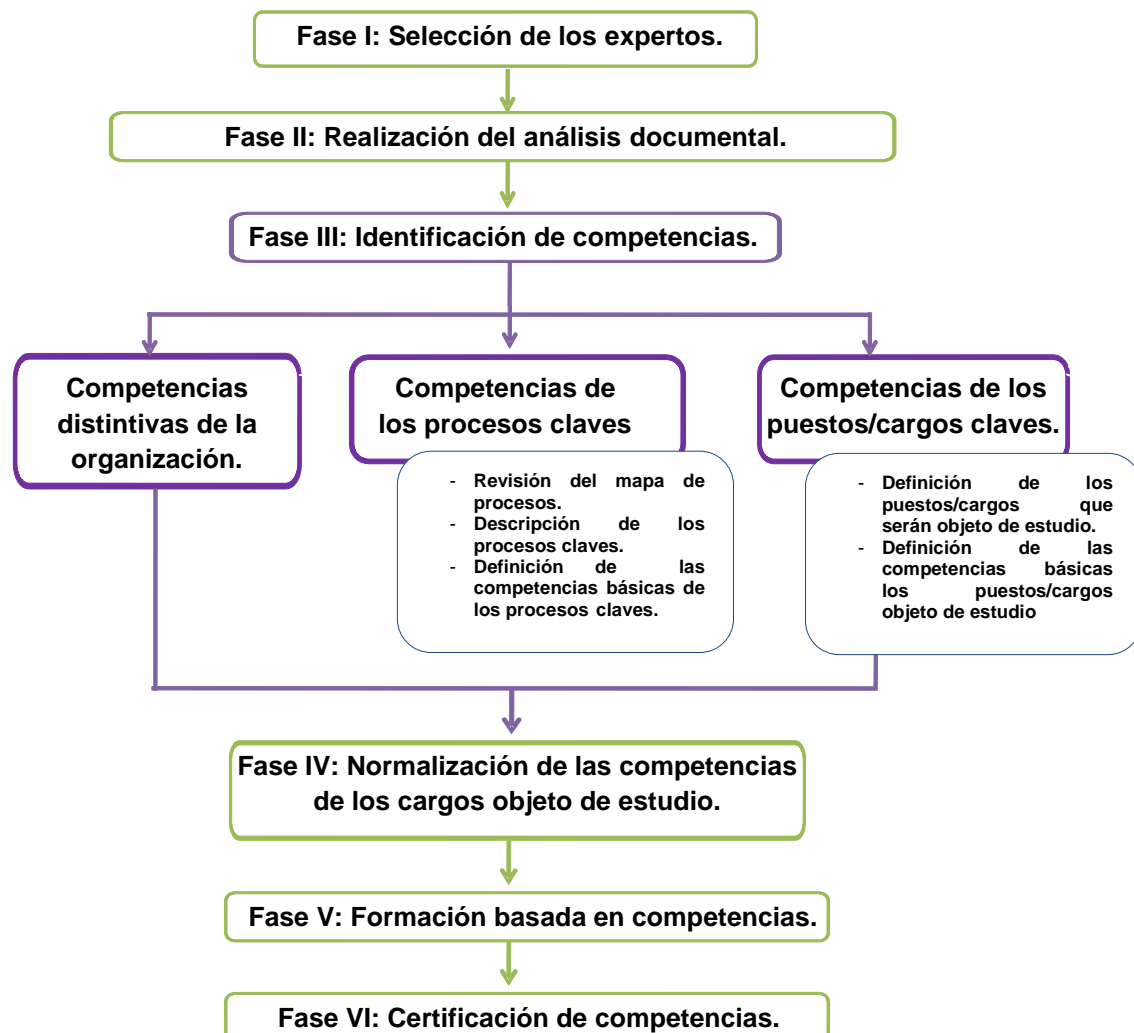 Fase I: Selección de los expertos.
Fase II: Realización del análisis documental.
Fase III: Identificación de competencias.
Competencias
distintivas de la
organización.
Competencias de
los procesos claves
- Revisión del mapa de
procesos.
- Descripción de los
procesos claves.
- Definición de las
competencias básicas de
los procesos claves.
Competencias de los
puestos/cargos claves.
- Definición de los
puestos/cargos que
serán objeto de estudio.
- Definición de las
competencias básicas
los puestos/cargos
objeto de estudio
Fase IV: Normalización de las competencias
de los cargos objeto de estudio.
Fase V: Formación basada en competencias.
Fase VI: Certificación de competencias.